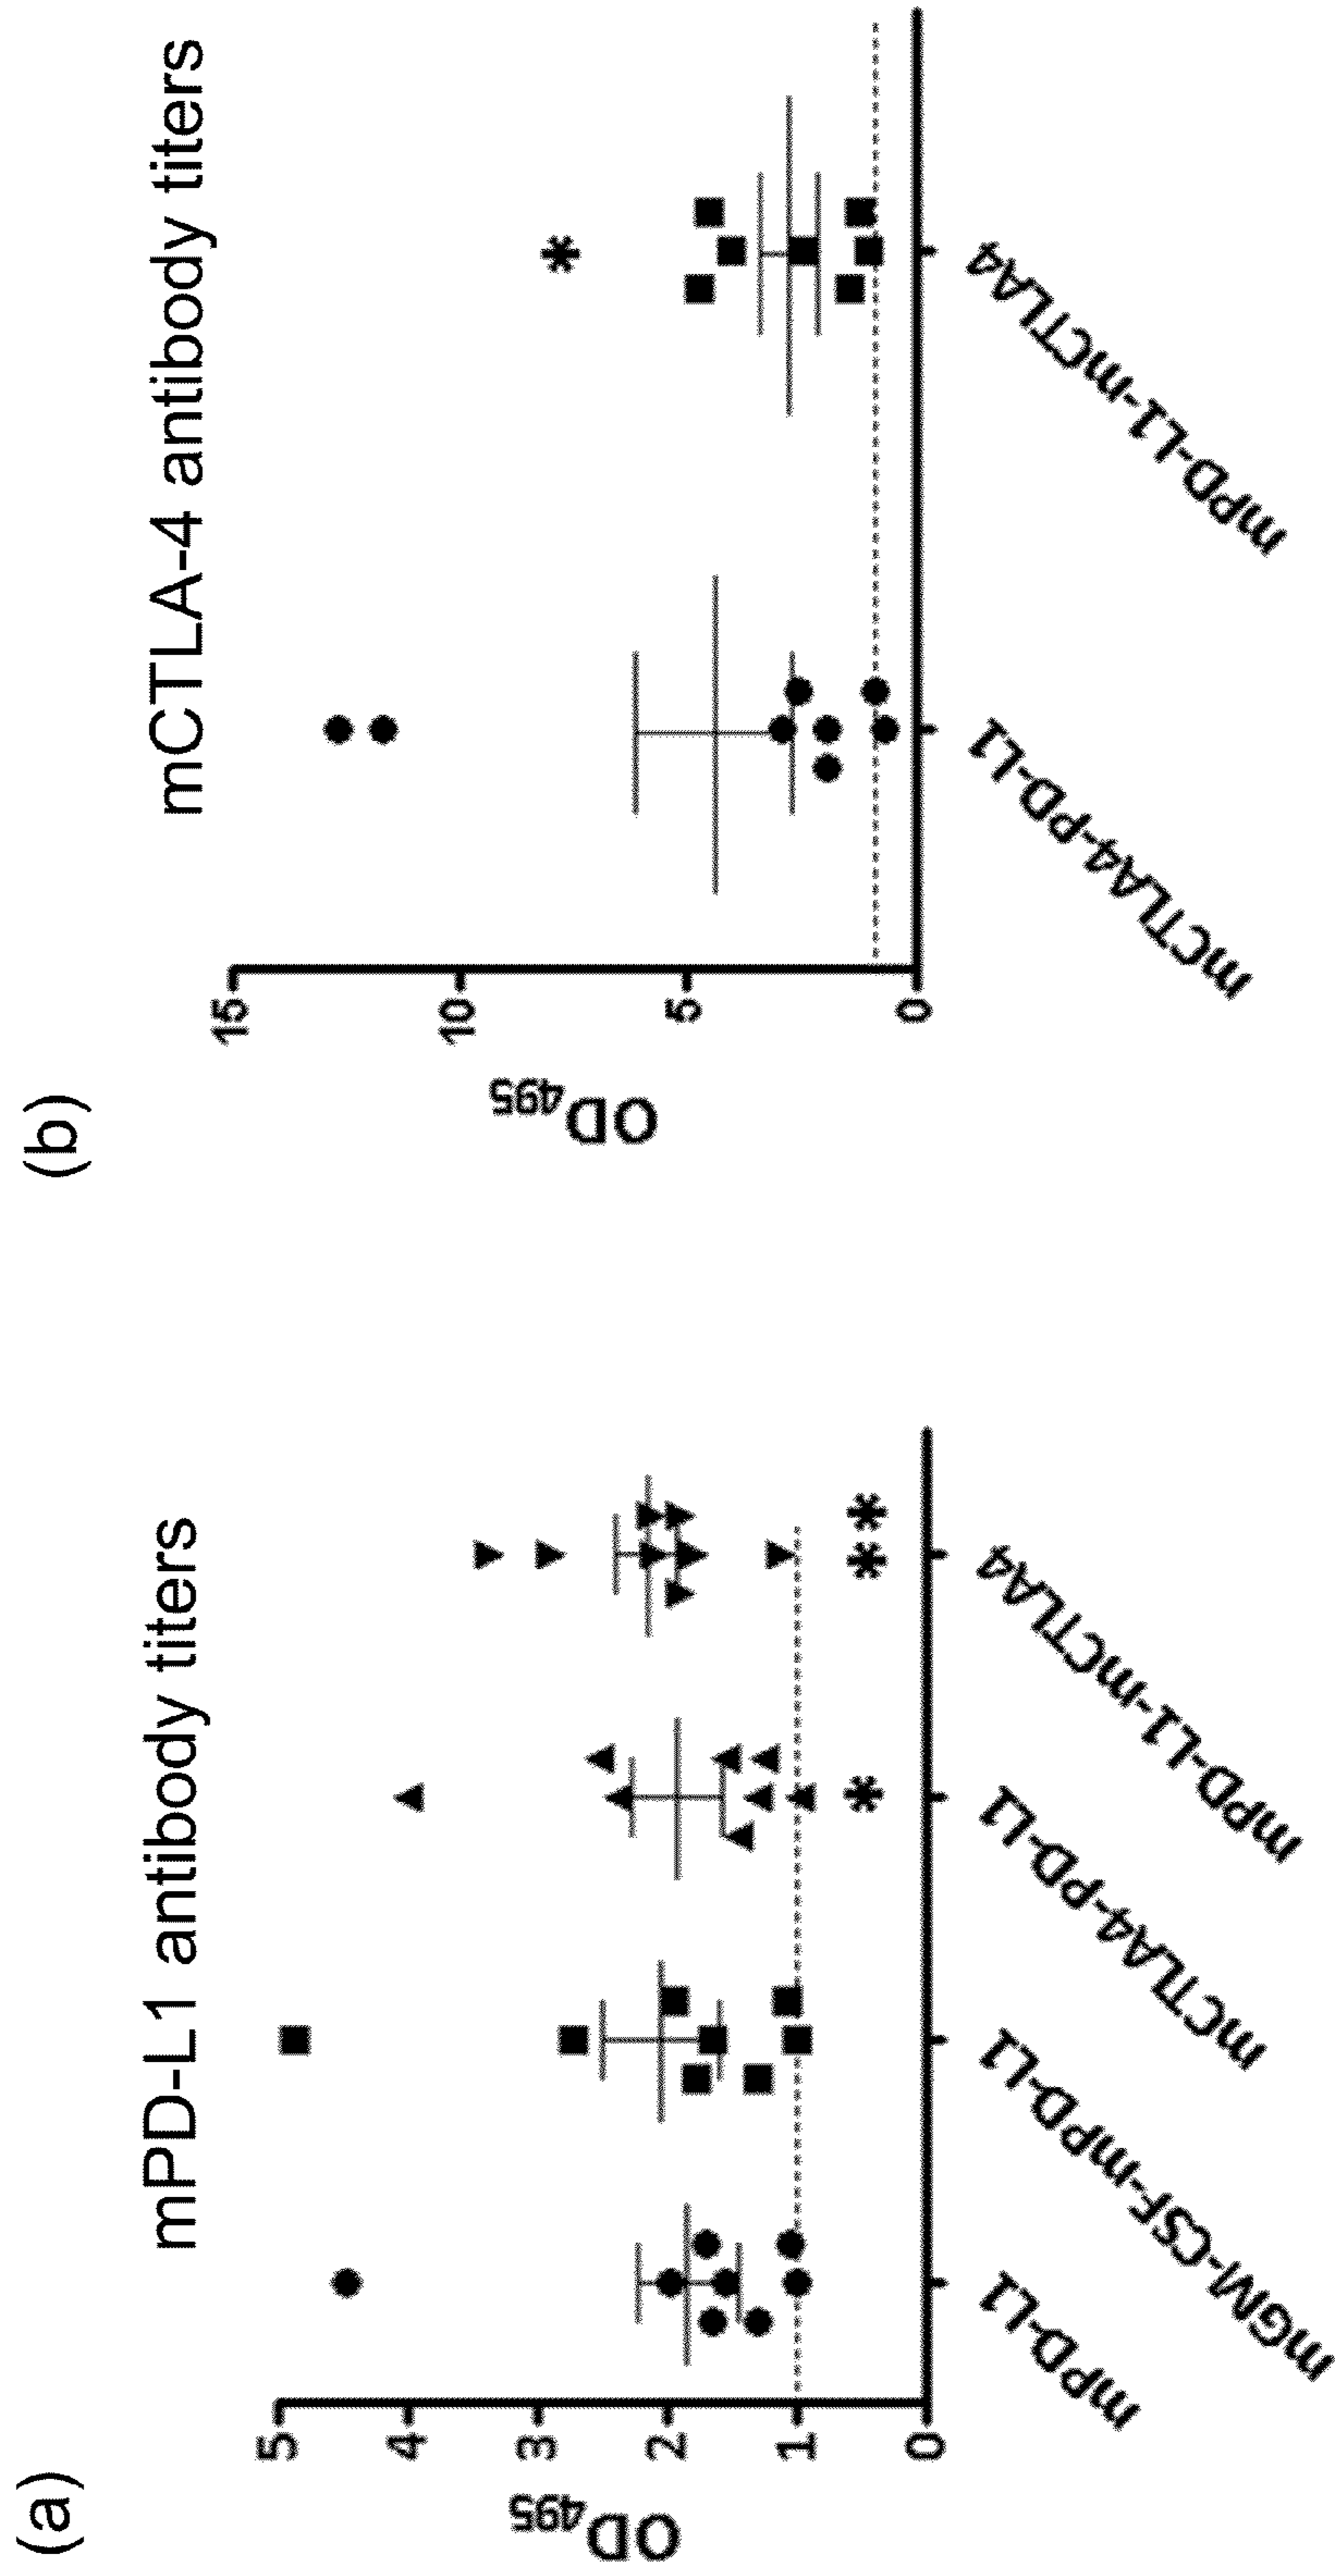 (a)
mPD-L1 antibody titers
OD495
5
4
3
2
1
0
mPD-L1
mGM-CSF-mPD-L1
mCTLA4-PD-L1
mPD-L1-mCTLA4
*
**
(b)
mCTLA-4 antibody titers
OD495
15
10
5
0
mCTLA4-PD-L1
mPD-L1-mCTLA4
*